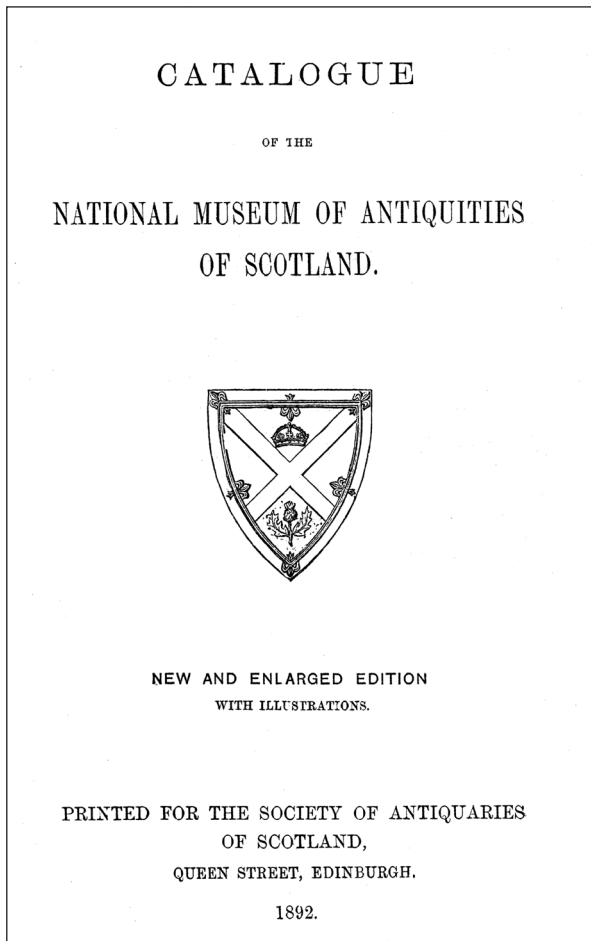 CATALOGUE
OF THE
NATIONAL MUSEUM OF ANTIQUITIES
OF SCOTLAND.
NEW AND ENLARGED EDITION
WITH ILLUSTRATIONS.
PRINTED FOR THE SOCIETY OF ANTIQUARIES
OF SCOTLAND,
QUEEN STREET, EDINBURGH.
1892.